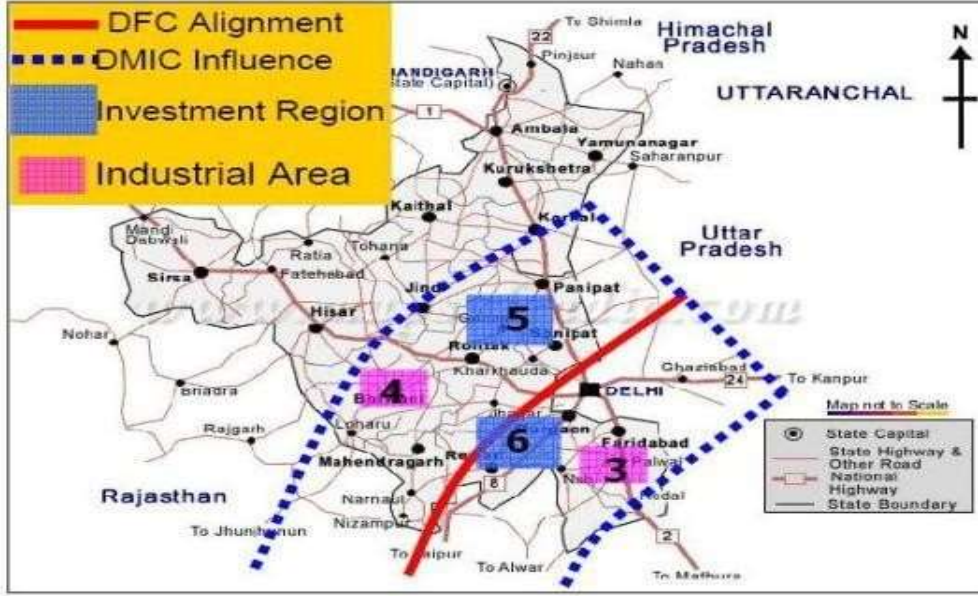 DFC Alignment
DMIC Influence
Investment Region
Industrial Area
To Shimla
22
Pinjsur
Himachal
Pradesh
Nahan
N
(State Capital)
UTTARANCHAL
1
Ambala
Yamunanagar
Saharanpur
Kurukshetra
Kaithal
Uttar
Pradesh
Mandi
Dabwali
Tohana
Ratia
Fatehabad
Sirsa
Jind
Panipat
Hisar
5
Sonipat
Nohar
Rohtak
Kharkhauda
Ghaziabad
24
To Kanpur
Bhadra
4
DELHI
Map not to Scale
Loharu
Rajgarh
6
Faridabad
Mahendragarh
3
Palwal
8
Rajasthan
Narnaul
Nizampur
To Jhunjhunun
To Jaipur
To Alwar
2
To Mathura
State Capital
State Highway &
Other Road
National
Highway
State Boundary